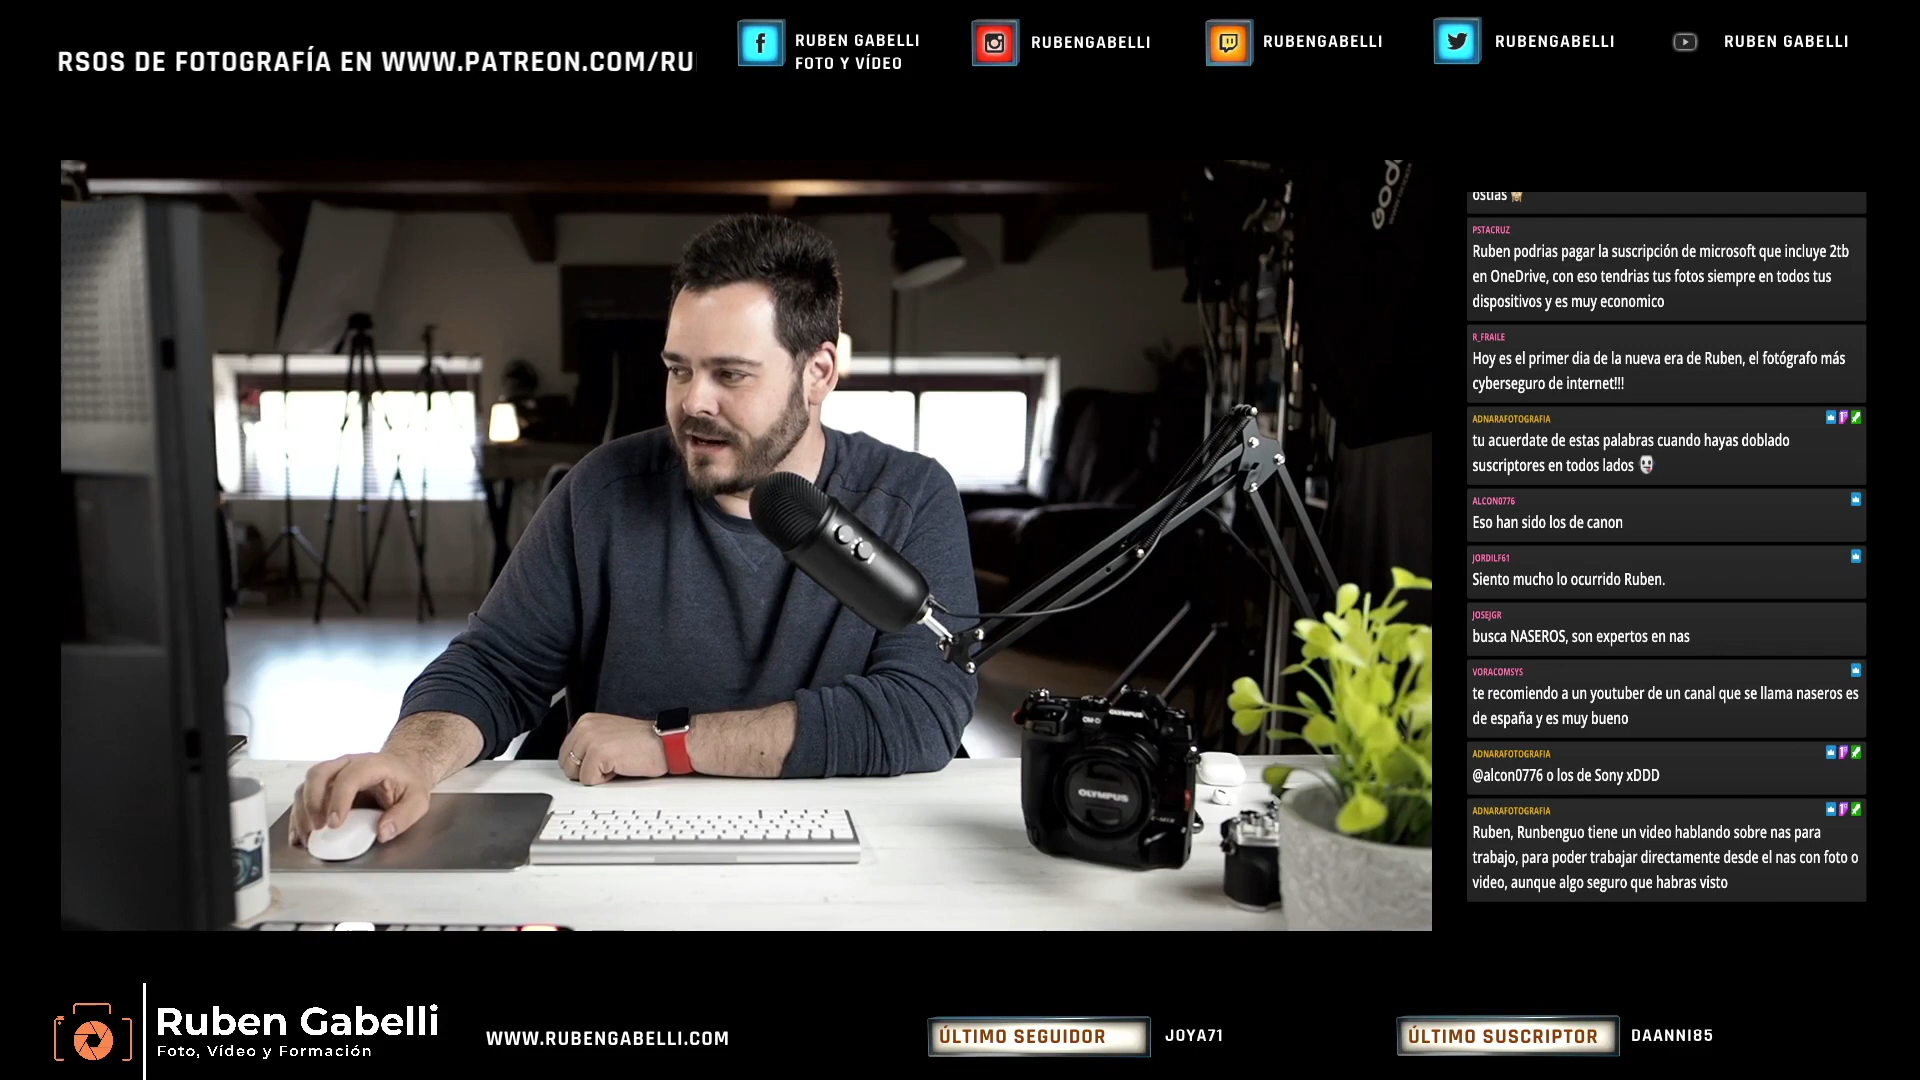 RSOS DE FOTOGRAFÍA EN WWW.PATREON.COM/RU
RUBEN GABELLI
FOTO Y VÍDEO
RUBENGABELLI
RUBENGABELLI
RUBENGABELLI
RUBEN GABELLI
ostias
PSTACRUZ
Ruben podrias pagar la suscripción de microsoft que incluye 2tb
en OneDrive, con eso tendrias tus fotos siempre en todos tus
dispositivos y es muy economico
R_FRAILE
Hoy es el primer dia de la nueva era de Ruben, el fotógrafo más
cyberseguro de internet!!!
ADNARAFOTOGRAFIA
tu acuerdate de estas palabras cuando hayas doblado
suscriptores en todos lados
ALCON0776
Eso han sido los de canon
JORDILF61
Siento mucho lo ocurrido Ruben.
JOSEJGR
busca NASEROS, son expertos en nas
VORACOMSYS
te recomiendo a un youtuber de un canal que se llama naseros es
de españa y es muy bueno
ADNARAFOTOGRAFIA
@alcon0776 o los de Sony xDDD
ADNARAFOTOGRAFIA
Ruben, Runbenguo tiene un video hablando sobre nas para
trabajo, para poder trabajar directamente desde el nas con foto o
video, aunque algo seguro que habras visto
OLYMPUS
OM-D
OLYMPUS
Ruben Gabelli
Foto, Vídeo y Formación
WWW.RUBENGABELLI.COM
ÚLTIMO SEGUIDOR
JOYA71
ÚLTIMO SUSCRIPTOR
DAANNI85